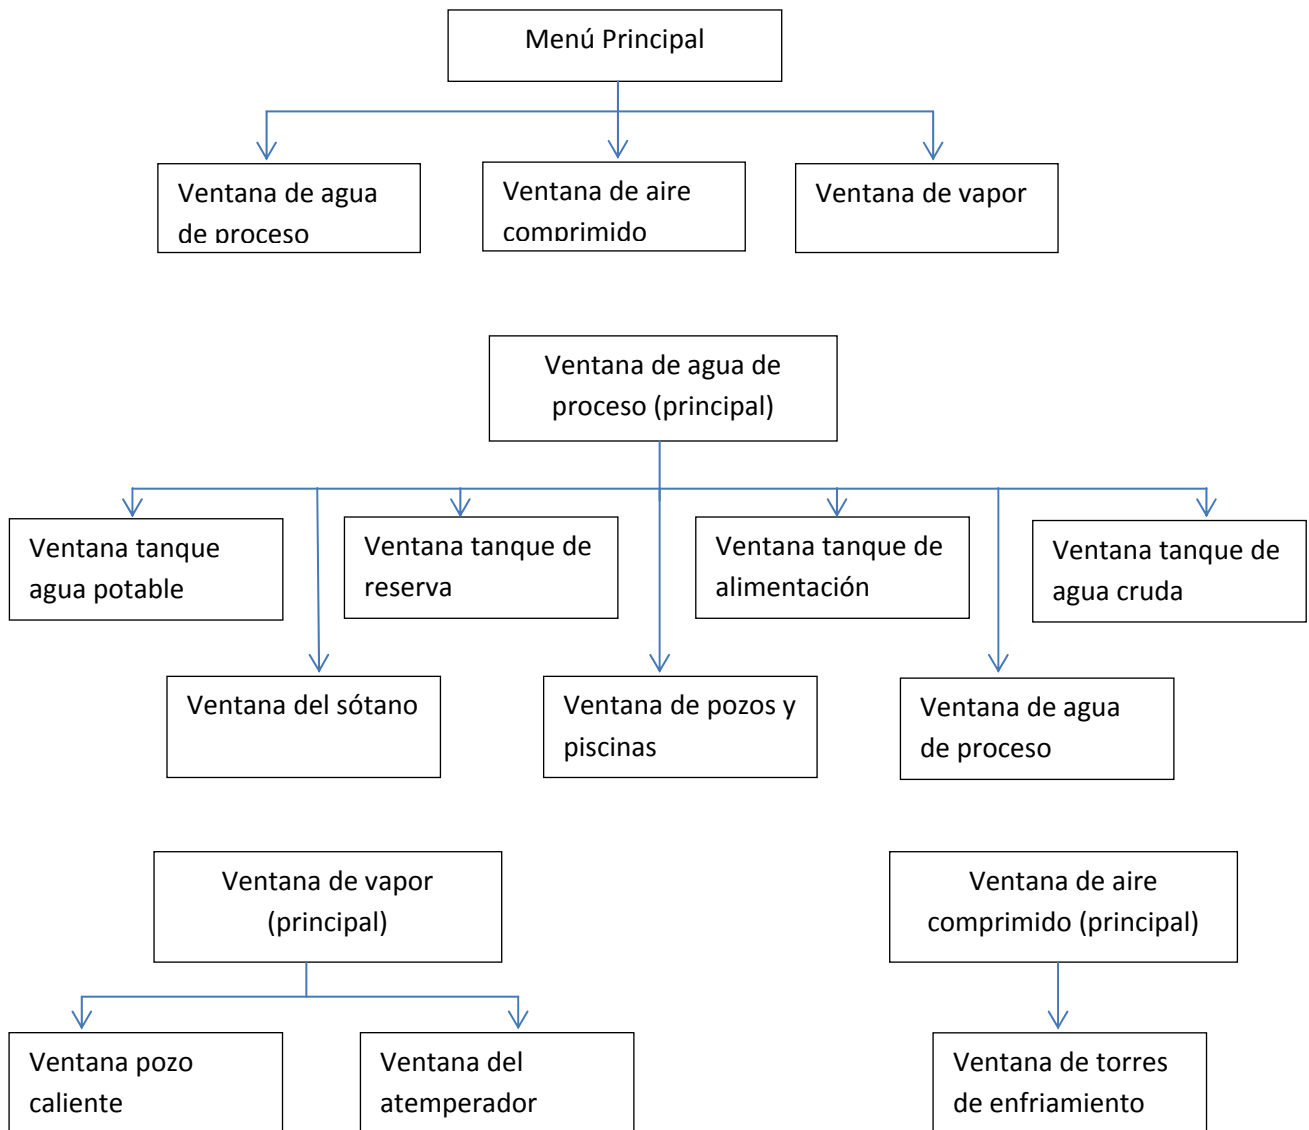 Menú Principal
Ventana de agua
de proceso
Ventana de aire
comprimido
Ventana de vapor
Ventana de agua de
proceso (principal)
Ventana tanque
agua potable
Ventana tanque de
reserva
Ventana tanque de
alimentación
Ventana tanque de
agua cruda
Ventana del sótano
Ventana de pozos y
piscinas
Ventana de agua
de proceso
Ventana de vapor
(principal)
Ventana de aire
comprimido (principal)
Ventana pozo
caliente
Ventana del
atemperador
Ventana de torres
de enfriamiento